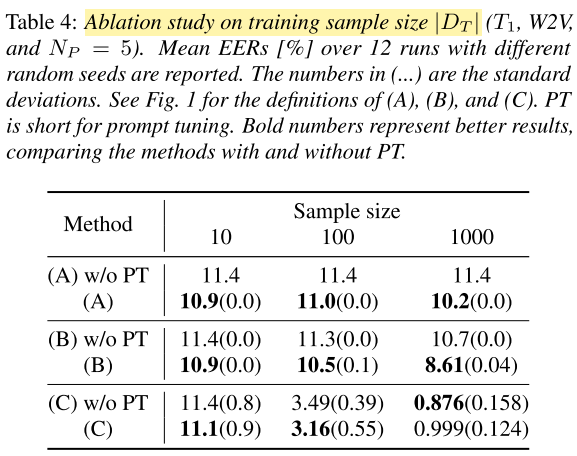 Table 4: Ablation study on training sample size |D_T| (T_1, W2V,
and N_P = 5). Mean EERs [%] over 12 runs with different
random seeds are reported. The numbers in (...) are the standard
deviations. See Fig. 1 for the definitions of (A), (B), and (C). PT
is short for prompt tuning. Bold numbers represent better results,
comparing the methods with and without PT.
Method Sample size
10 100 1000
(A) w/o PT 11.4 11.4 11.4
(A) 10.9(0.0) 11.0(0.0) 10.2(0.0)
(B) w/o PT 11.4(0.0) 11.3(0.0) 10.7(0.0)
(B) 10.9(0.0) 10.5(0.1) 8.61(0.04)
(C) w/o PT 11.4(0.8) 3.49(0.39) 0.876(0.158)
(C) 11.1(0.9) 3.16(0.55) 0.999(0.124)